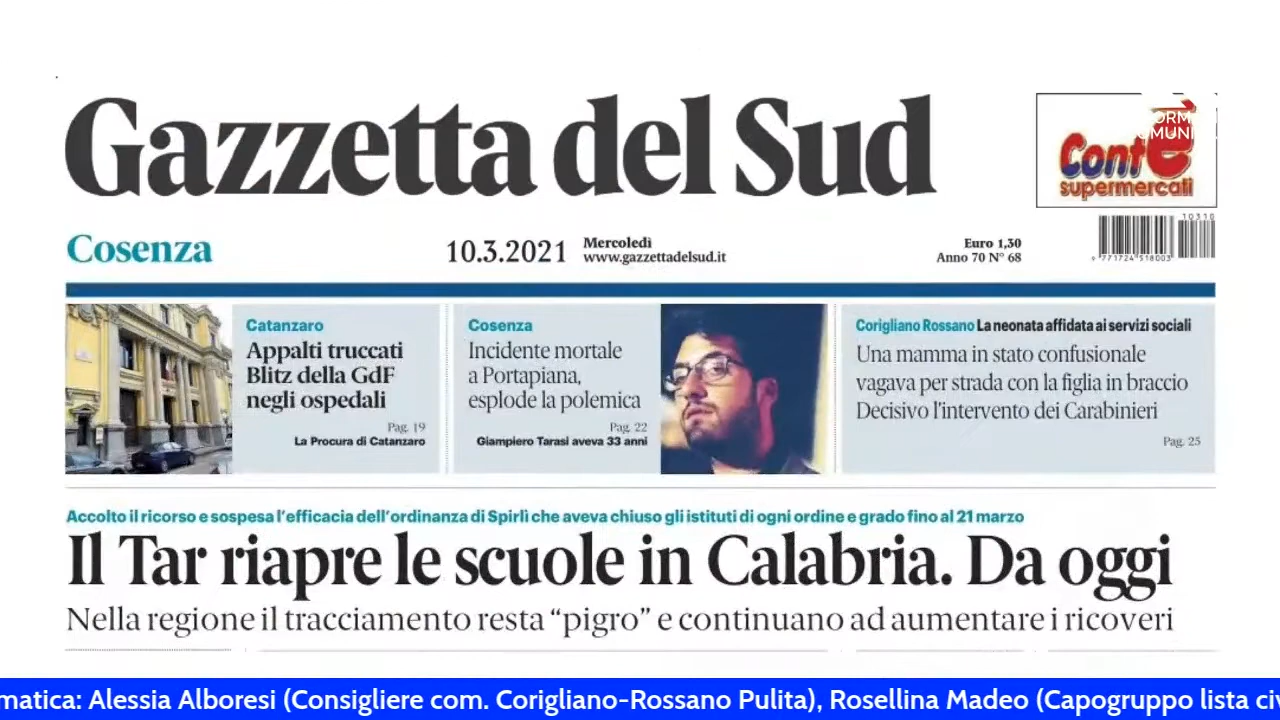 Gazzetta del Sud
Contè
supermercati
Cosenza
10.3.2021
Mercoledì
www.gazzettadelsud.it
Euro 1,30
Anno 70 N° 68
10310
9 771724 518003
Catanzaro
Appalti truccati
Blitz della GdF
negli ospedali
Pag. 19
La Procura di Catanzaro
Cosenza
Incidente mortale
a Portapiana,
esplode la polemica
Pag. 22
Giampiero Tarasi aveva 33 anni
Corigliano Rossano La neonata affidata ai servizi sociali
Una mamma in stato confusionale
vagava per strada con la figlia in braccio
Decisivo l'intervento dei Carabinieri
Pag. 25
Accolto il ricorso e sospesa l'efficacia dell'ordinanza di Spirlì che aveva chiuso gli istituti di ogni ordine e grado fino al 21 marzo
Il Tar riapre le scuole in Calabria. Da oggi
Nella regione il tracciamento resta “pigro” e continuano ad aumentare i ricoveri
matica: Alessia Alboresi (Consigliere com. Corigliano-Rossano Pulita), Rosellina Madeo (Capogruppo lista civ